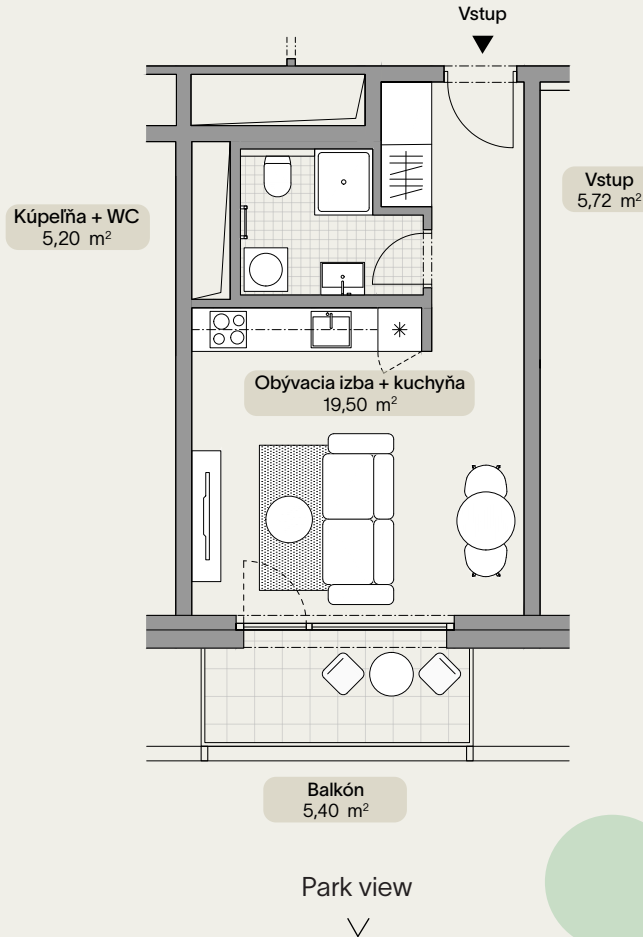 Vstup
Kúpeľňa + WC
5,20 m²
Vstup
5,72 m²
Obývacia izba + kuchyňa
19,50 m²
Balkón
5,40 m²
Park view